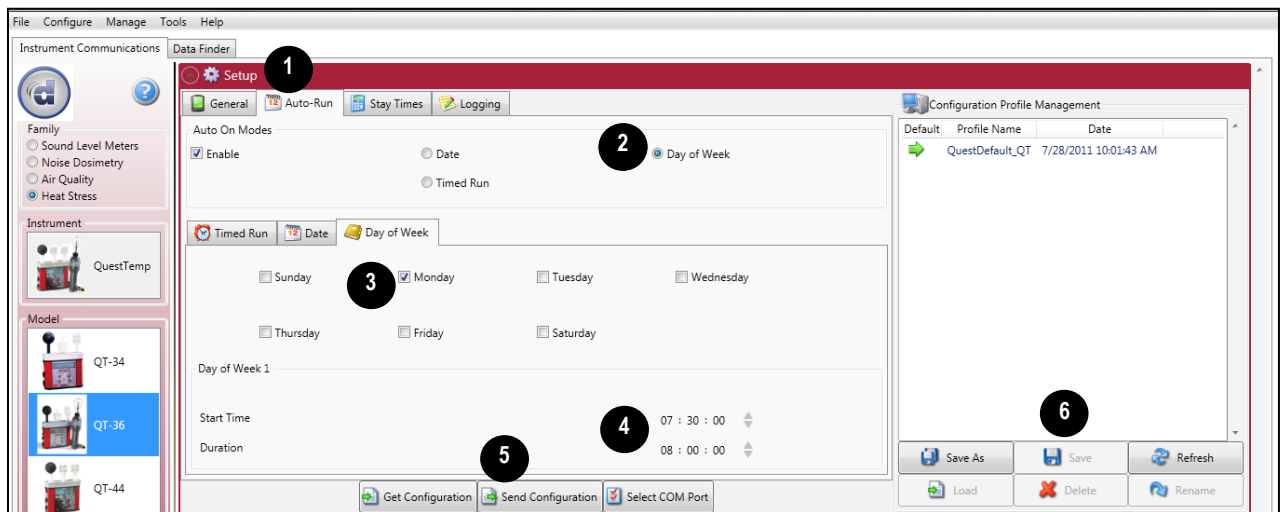 File Configure Manage Tools Help
Instrument Communications Data Finder
d
?
Family
Sound Level Meters
Noise Dosimetry
Air Quality
Heat Stress
Instrument
QuestTemp
Model
QT-34
QT-36
QT-44
Setup 1
General 12 Auto-Run Stay Times Logging
Auto On Modes
Enable Date 2 Day of Week
Timed Run
Timed Run 12 Date Day of Week
Sunday 3 Monday Tuesday Wednesday
Thursday Friday Saturday
Day of Week 1
Start Time 4 07 : 30 : 00
Duration 08 : 00 : 00
5
Get Configuration Send Configuration Select COM Port
Configuration Profile Management
Default Profile Name Date
QuestDefault_QT 7/28/2011 10:01:43 AM
6
Save As Save Refresh
Load Delete Rename